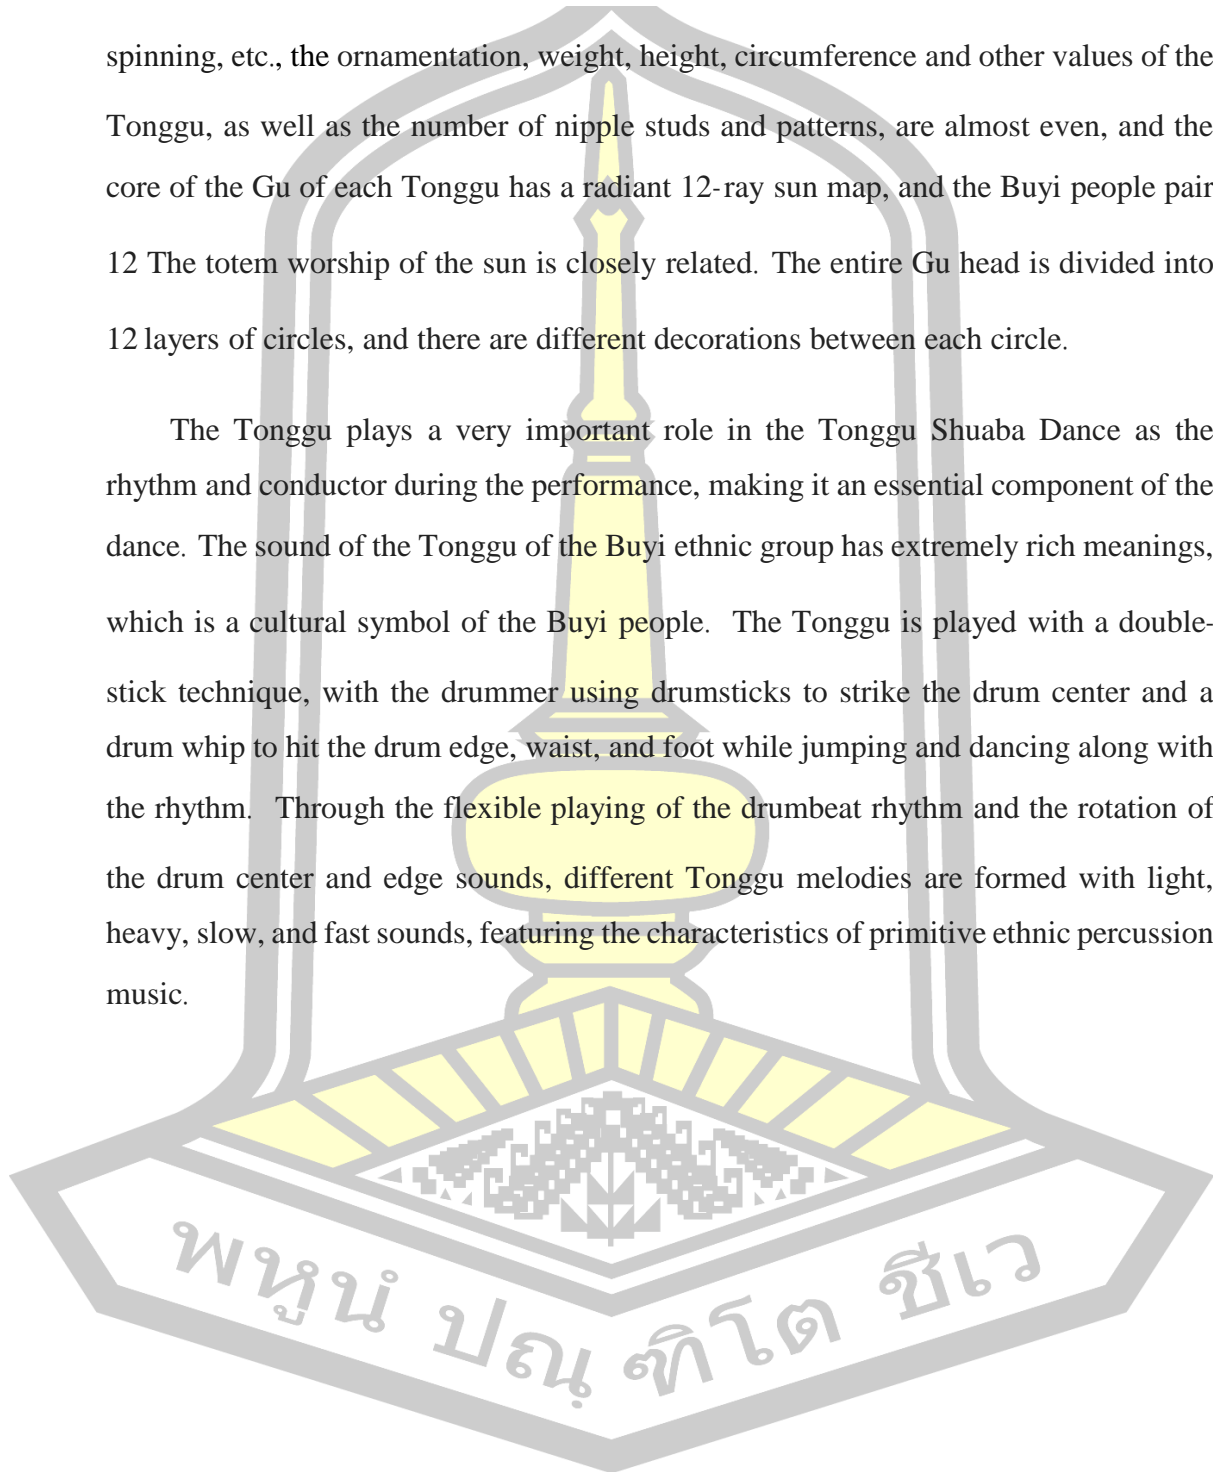 spinning, etc., the ornamentation, weight, height, circumference and other values of the
Tonggu, as well as the number of nipple studs and patterns, are almost even, and the
core of the Gu of each Tonggu has a radiant 12-ray sun map, and the Buyi people pair
12 The totem worship of the sun is closely related. The entire Gu head is divided into
12 layers of circles, and there are different decorations between each circle.
The Tonggu plays a very important role in the Tonggu Shuaba Dance as the
rhythm and conductor during the performance, making it an essential component of the
dance. The sound of the Tonggu of the Buyi ethnic group has extremely rich meanings,
which is a cultural symbol of the Buyi people. The Tonggu is played with a double-
stick technique, with the drummer using drumsticks to strike the drum center and a
drum whip to hit the drum edge, waist, and foot while jumping and dancing along with
the rhythm. Through the flexible playing of the drumbeat rhythm and the rotation of
the drum center and edge sounds, different Tonggu melodies are formed with light,
heavy, slow, and fast sounds, featuring the characteristics of primitive ethnic percussion
music.
พหูนํ ปณฺฑิโต ชีเว